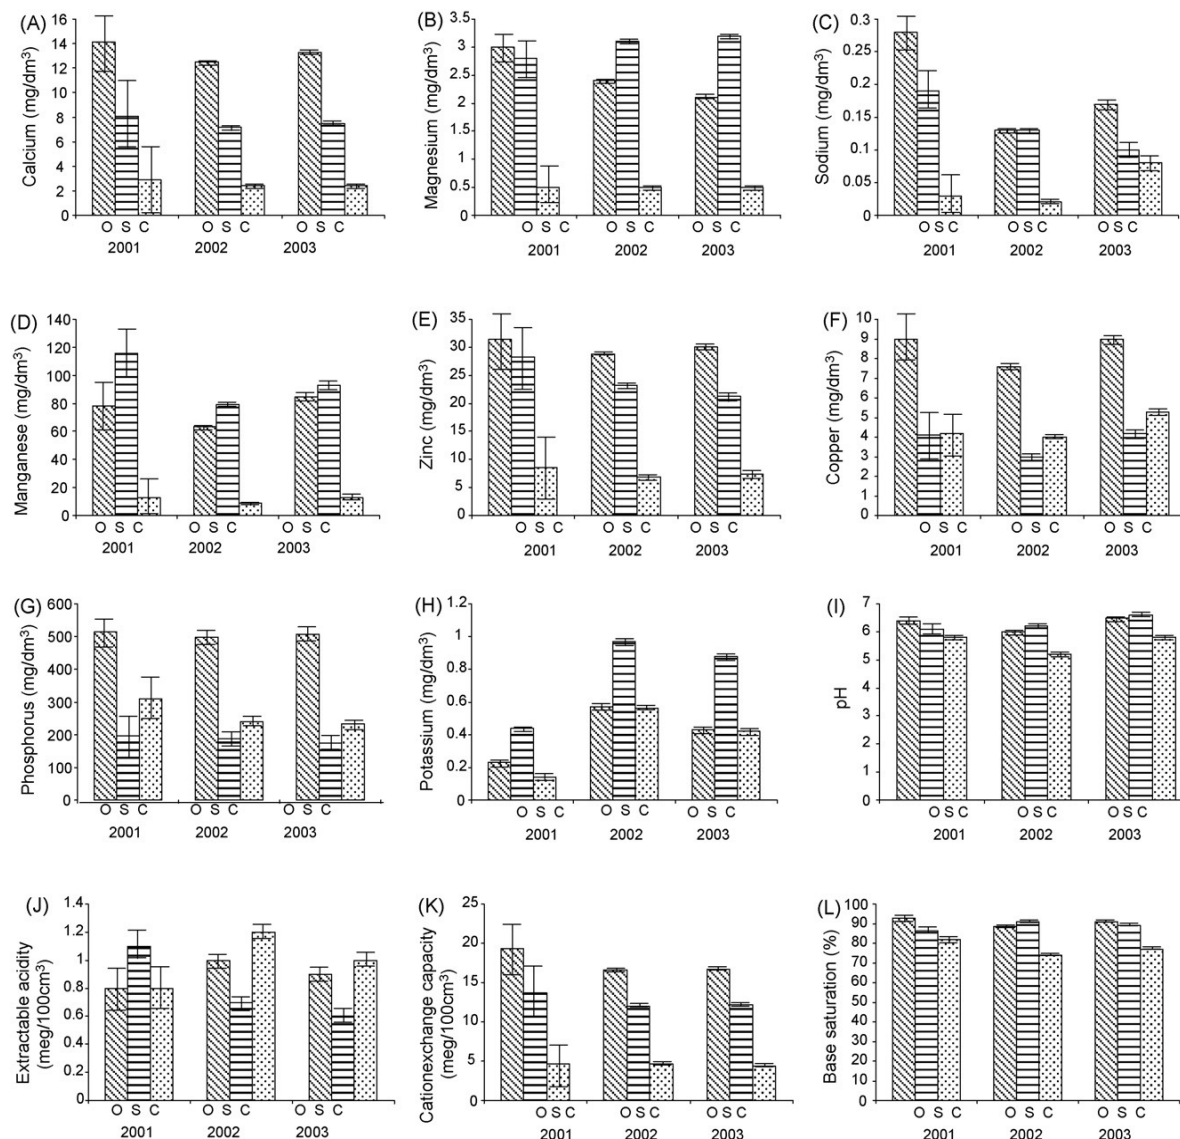 (A)
Calcium (mg/dm³)
16
14
12
10
8
6
4
2
0
O S C
O S C
O S C
2001
2002
2003
(B)
Magnesium (mg/dm³)
3.5
3
2.5
2
1.5
1
0.5
0
O S C
O S C
O S C
2001
2002
2003
(C)
Sodium (mg/dm³)
0.3
0.25
0.2
0.15
0.1
0.05
0
O S C
O S C
O S C
2001
2002
2003
(D)
Manganese (mg/dm³)
140
120
100
80
60
40
20
0
O S C
O S C
O S C
2001
2002
2003
(E)
Zinc (mg/dm³)
35
30
25
20
15
10
5
0
O S C
O S C
O S C
2001
2002
2003
(F)
Copper (mg/dm³)
10
9
8
7
6
5
4
3
2
1
0
O S C
O S C
O S C
2001
2002
2003
(G)
Phosphorus (mg/dm³)
600
500
400
300
200
100
0
O S C
O S C
O S C
2001
2002
2003
(H)
Potassium (mg/dm³)
1.2
1
0.8
0.6
0.4
0.2
0
O S C
O S C
O S C
2001
2002
2003
(I)
pH
7
6
5
4
3
2
1
0
O S C
O S C
O S C
2001
2002
2003
(J)
Extractable acidity
(meg/100cm³)
1.4
1.2
1
0.8
0.6
0.4
0.2
0
O S C
O S C
O S C
2001
2002
2003
(K)
Cationexchange capacity
(meg/100cm³)
25
20
15
10
5
0
O S C
O S C
O S C
2001
2002
2003
(L)
Base saturation (%)
100
90
80
70
60
50
40
30
20
10
0
O S C
O S C
O S C
2001
2002
2003